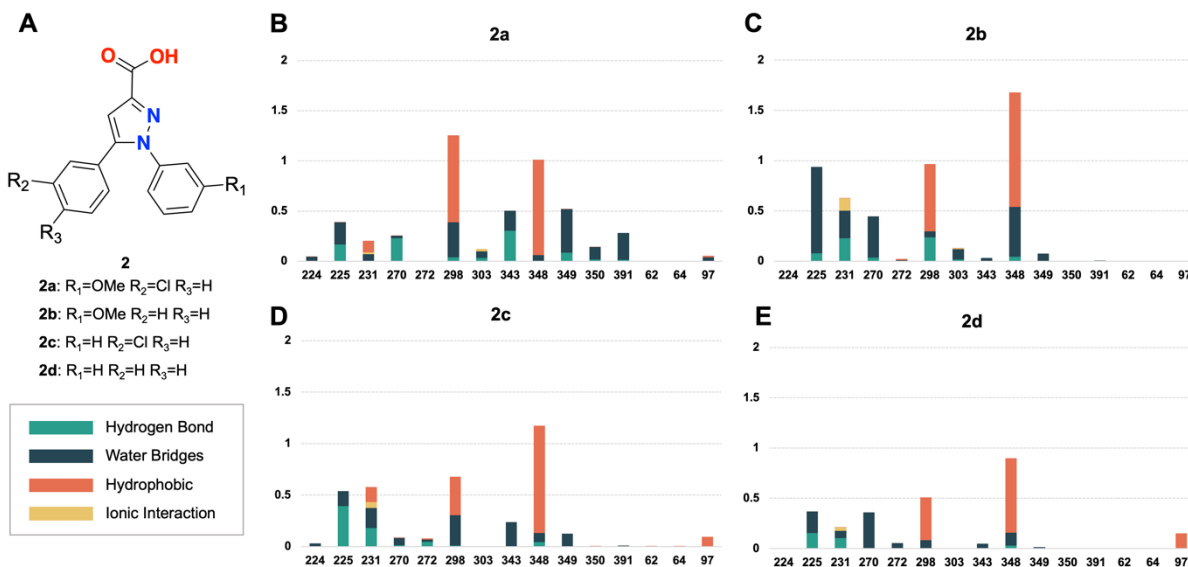 A
O
OH
N
N
R2
R3
R1
2
2a: R1=OMe R2=Cl R3=H
2b: R1=OMe R2=H R3=H
2c: R1=H R2=Cl R3=H
2d: R1=H R2=H R3=H
Hydrogen Bond
Water Bridges
Hydrophobic
Ionic Interaction
B
2a
2
1.5
1
0.5
0
224 225 231 270 272 298 303 343 348 349 350 391 62 64 97
C
2b
2
1.5
1
0.5
0
224 225 231 270 272 298 303 343 348 349 350 391 62 64 97
D
2c
2
1.5
1
0.5
0
224 225 231 270 272 298 303 343 348 349 350 391 62 64 97
E
2d
2
1.5
1
0.5
0
224 225 231 270 272 298 303 343 348 349 350 391 62 64 97